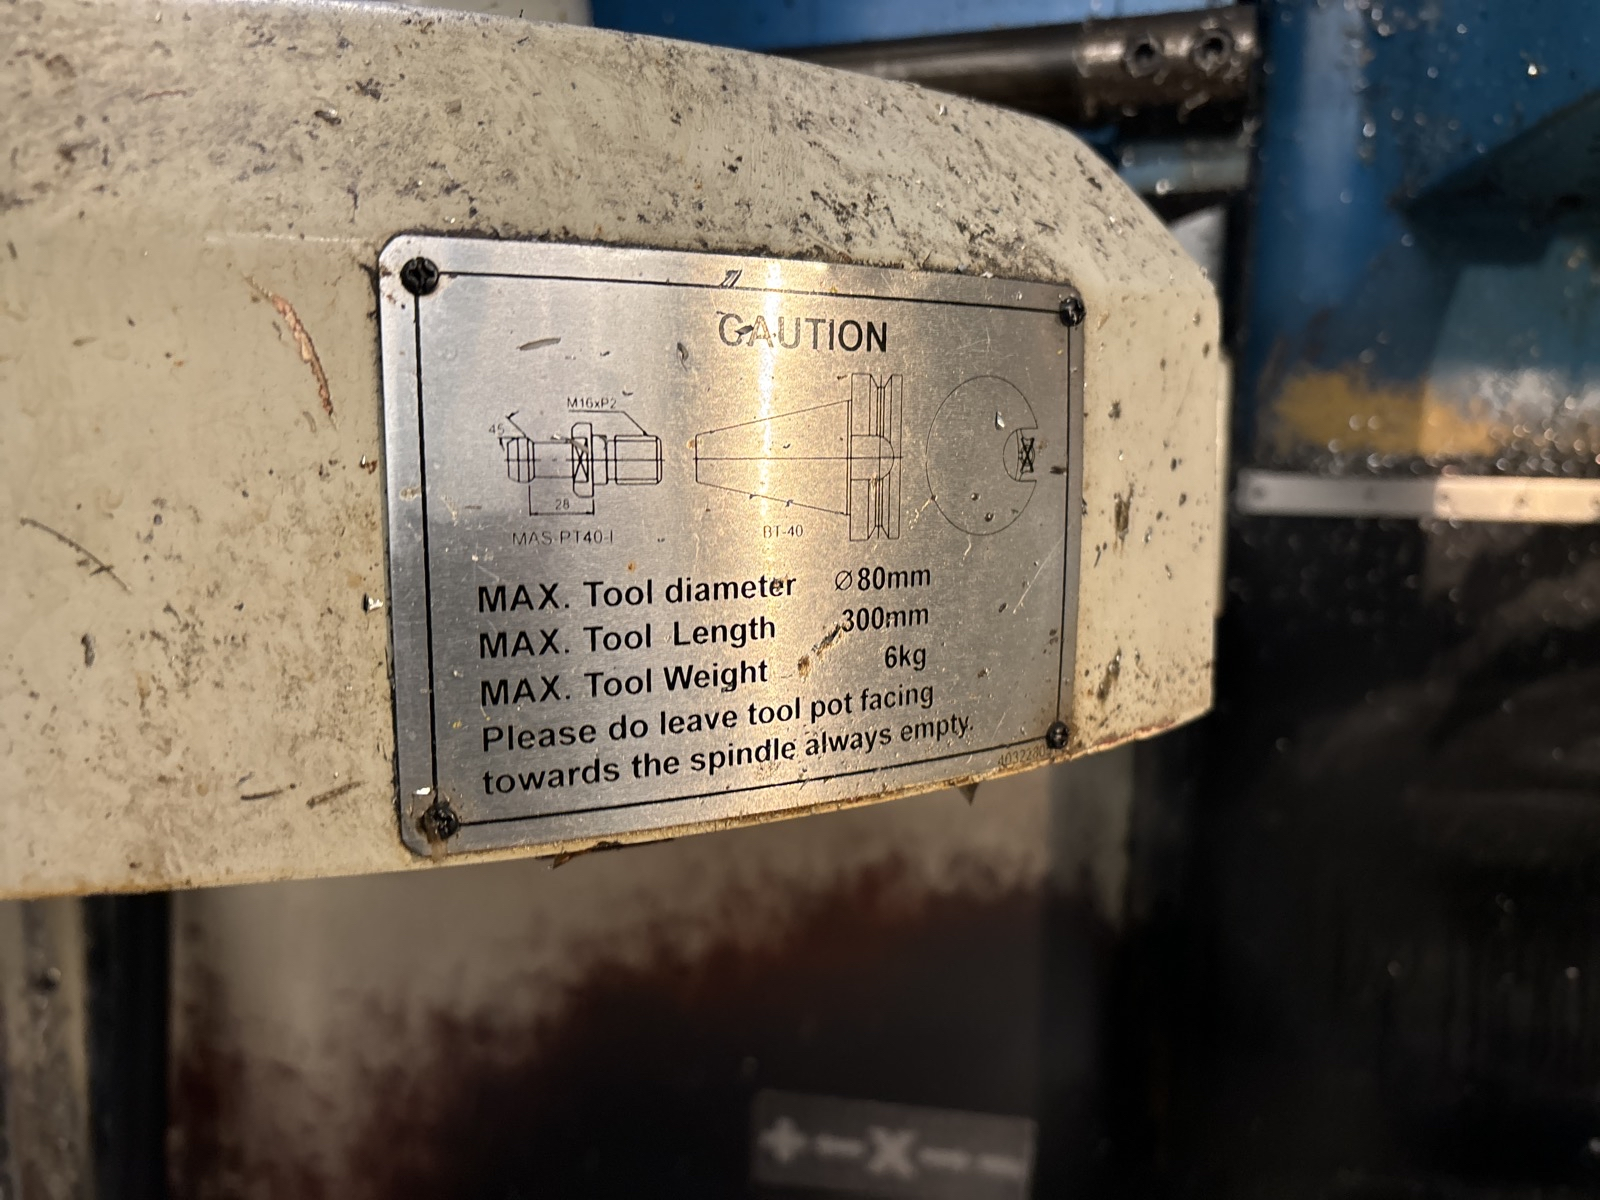 CAUTION
M16xP2
45
28
MAS-PT40-I
BT-40
MAX. Tool diameter ∅80mm
MAX. Tool Length 300mm
MAX. Tool Weight 6kg
Please do leave tool pot facing
towards the spindle always empty.
+ - X - -